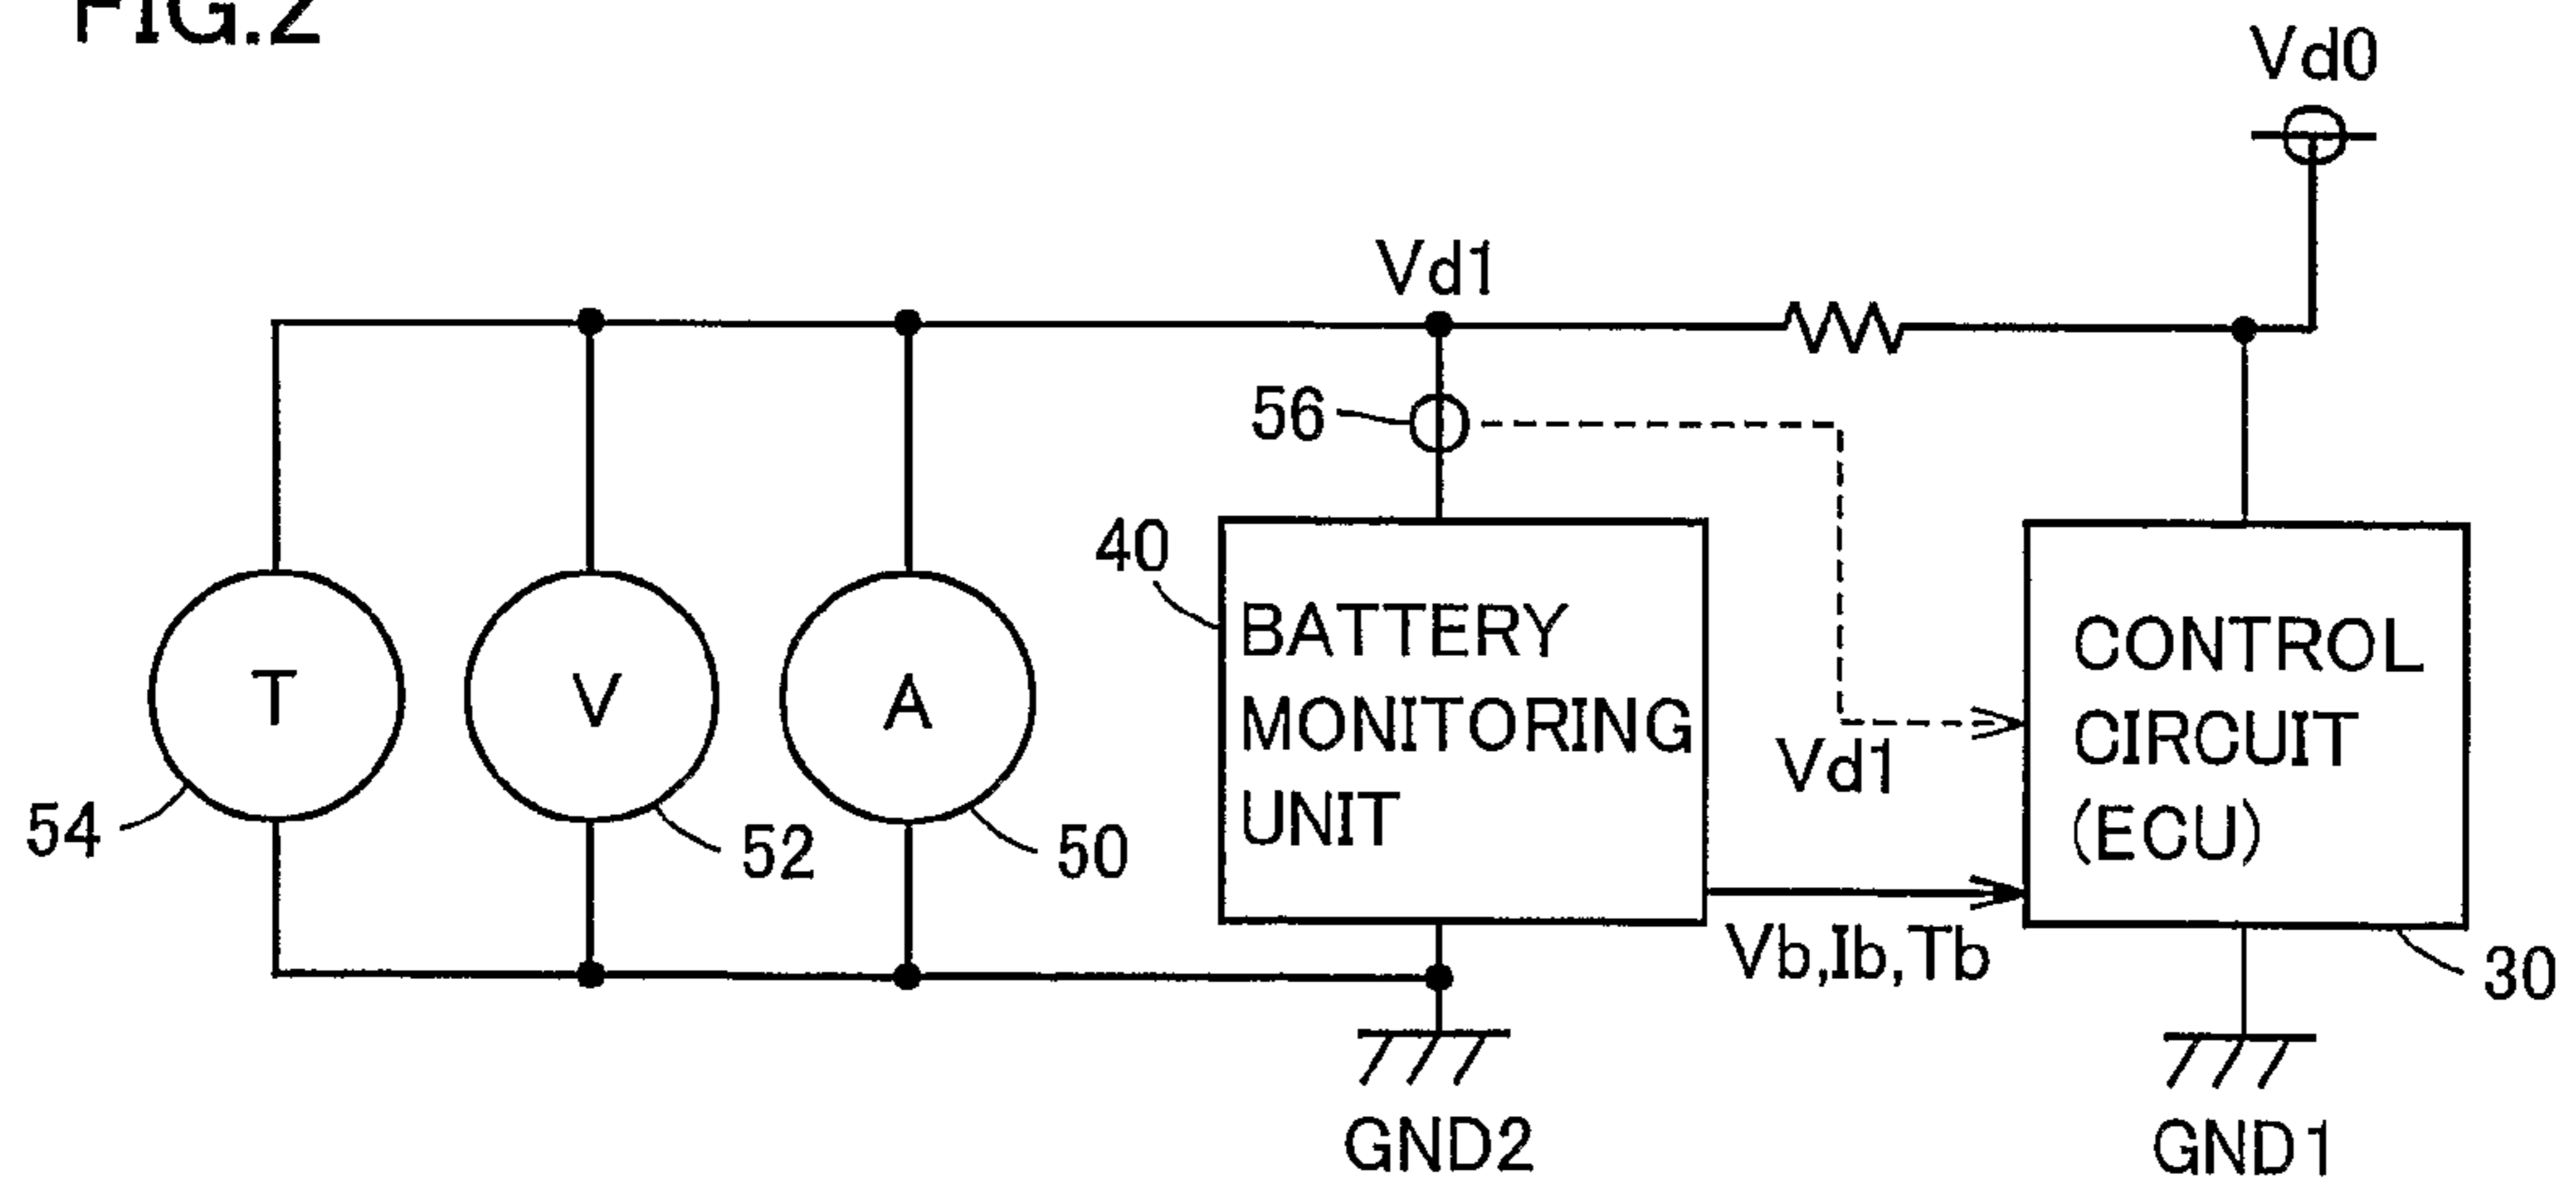 FIG.2
Vd0
Vd1
56
40
BATTERY
MONITORING
UNIT
CONTROL
CIRCUIT
(ECU)
T
V
A
Vd1
54
52
50
Vb,Ib,Tb
30
GND2
GND1